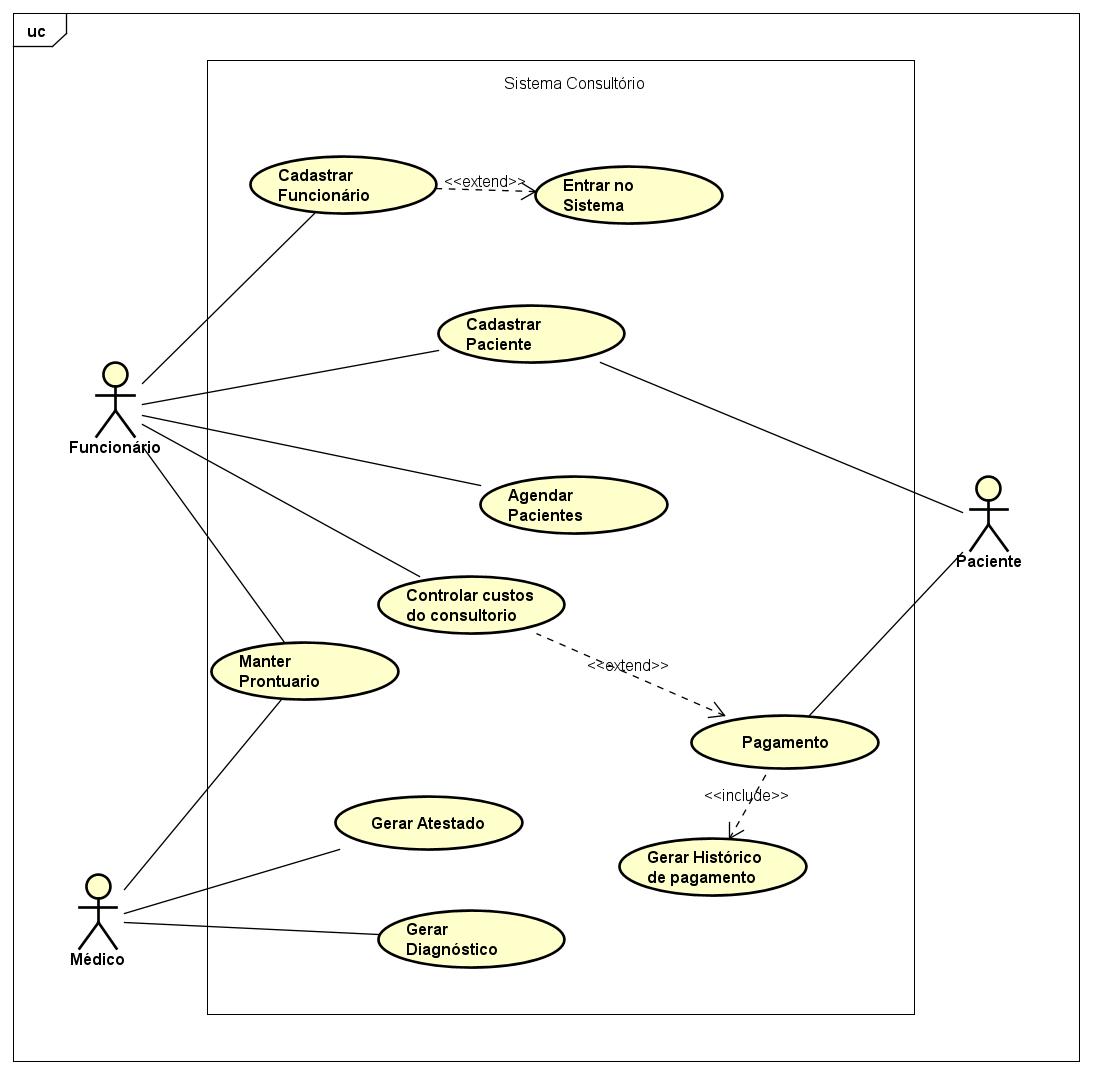 uc
Sistema Consultório
Cadastrar
Funcionário
<<extend>>
Entrar no
Sistema
Cadastrar
Paciente
Funcionário
Agendar
Pacientes
Paciente
Controlar custos
do consultorio
Manter
Prontuario
<<extend>>
Pagamento
<<include>>
Gerar Atestado
Gerar Histórico
de pagamento
Gerar
Diagnóstico
Médico